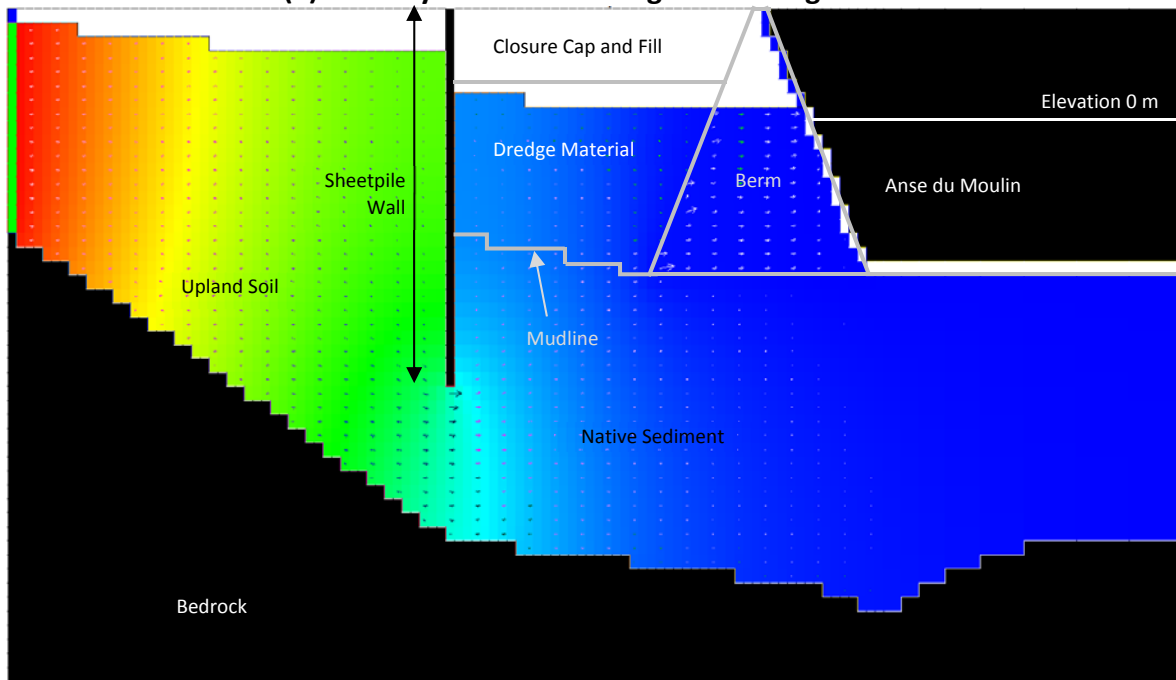 Closure Cap and Fill
Elevation 0 m
Dredge Material
Sheetpile
Wall
Berm
Anse du Moulin
Upland Soil
Mudline
Native Sediment
Bedrock